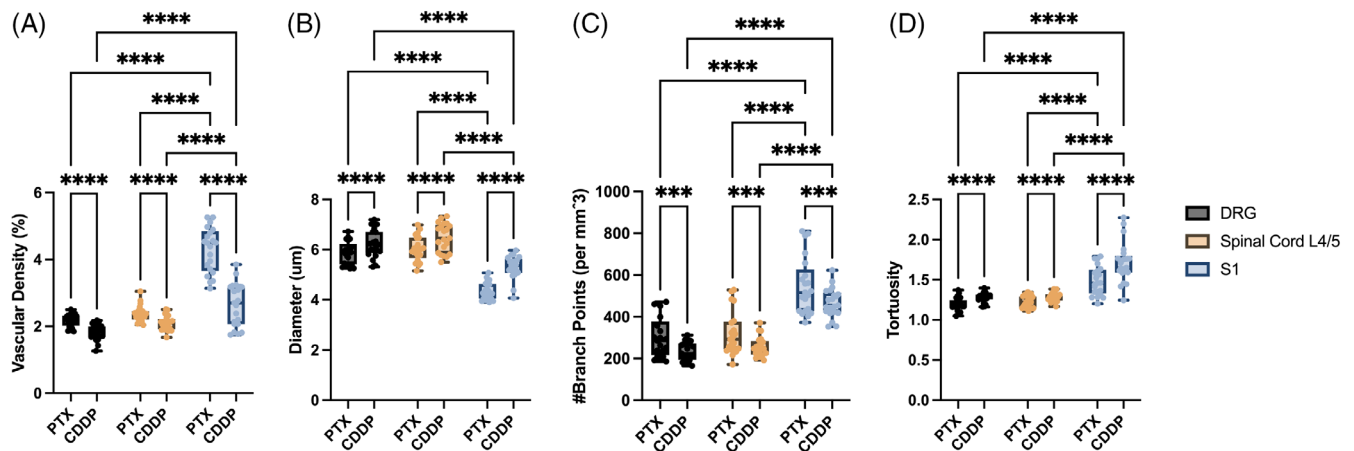 (A)
****
****
****
****
****
****
****
Vascular Density (%)
6
4
2
0
PTX
CDDP
PTX
CDDP
PTX
CDDP
(B)
****
****
****
****
****
****
****
Diameter (um)
8
6
4
2
0
PTX
CDDP
PTX
CDDP
PTX
CDDP
(C)
****
****
****
****
***
***
***
#Branch Points (per mm^3)
1000
800
600
400
200
0
PTX
CDDP
PTX
CDDP
PTX
CDDP
(D)
****
****
****
****
****
****
****
Tortuosity
2.5
2.0
1.5
1.0
0.5
0.0
PTX
CDDP
PTX
CDDP
PTX
CDDP
DRG
Spinal Cord L4/5
S1